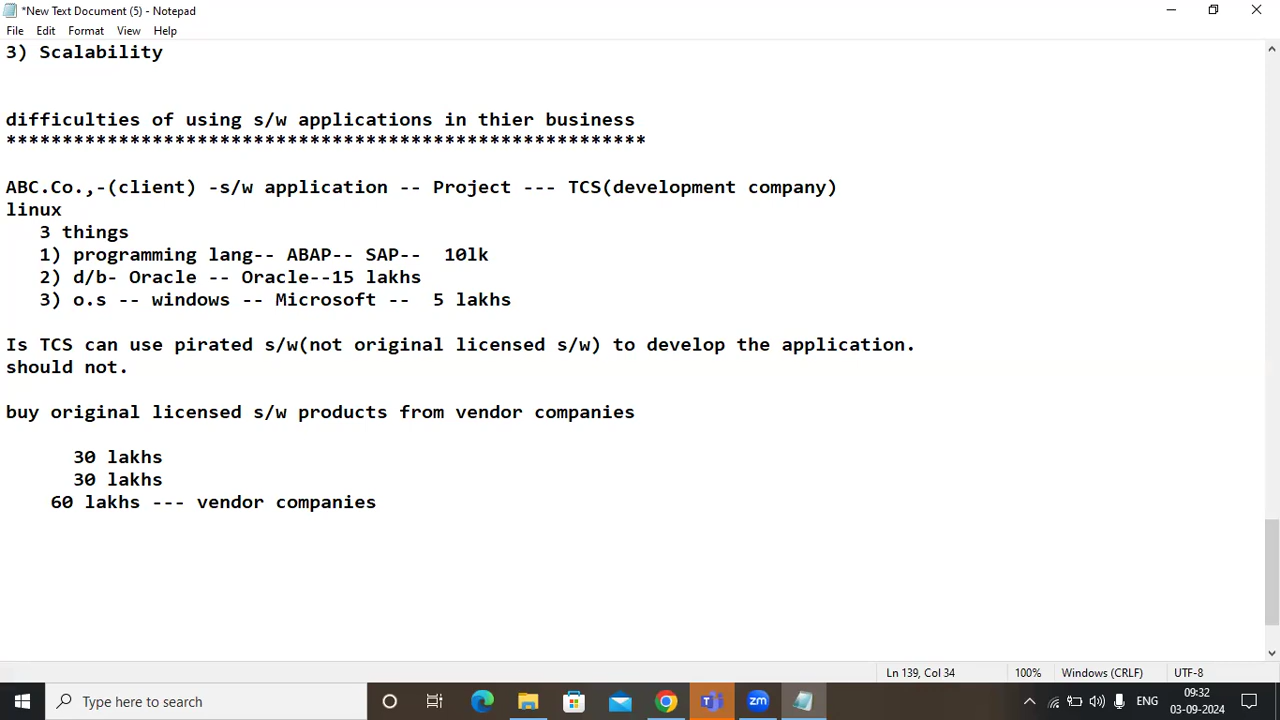 *New Text Document (5) - Notepad
File Edit Format View Help
3) Scalability
difficulties of using s/w applications in thier business
*********************************************************
ABC.Co.,-(client) -s/w application -- Project --- TCS(development company)
linux
3 things
1) programming lang-- ABAP-- SAP-- 10lk
2) d/b- Oracle -- Oracle--15 lakhs
3) o.s -- windows -- Microsoft -- 5 lakhs
Is TCS can use pirated s/w(not original licensed s/w) to develop the application.
should not.
buy original licensed s/w products from vendor companies
30 lakhs
30 lakhs
60 lakhs --- vendor companies
Ln 139, Col 34 100% Windows (CRLF) UTF-8
Type here to search ENG 09:32
03-09-2024
zm